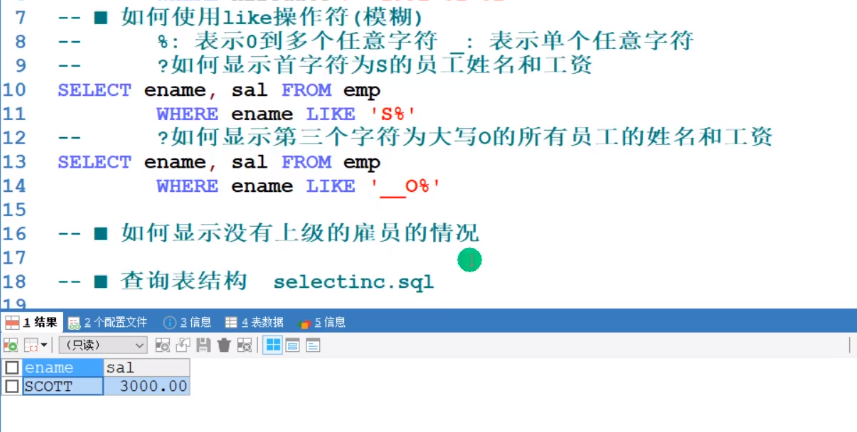 7 -- ■ 如何使用like操作符(模糊)
8 -- %: 表示0到多个任意字符 _: 表示单个任意字符
9 -- ?如何显示首字符为S的员工姓名和工资
10 SELECT ename, sal FROM emp
11 WHERE ename LIKE 'S%'
12 -- ?如何显示第三个字符为大写O的所有员工的姓名和工资
13 SELECT ename, sal FROM emp
14 WHERE ename LIKE '__O%'
15
16 -- ■ 如何显示没有上级的雇员的情况
17
18 -- ■ 查询表结构 selectinc.sql
19
1 结果 2 个配置文件 3 信息 4 表数据 5 信息
(只读)
ename sal
SCOTT 3000.00